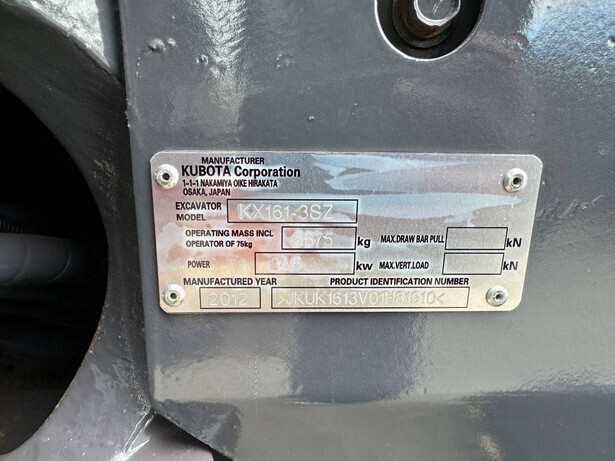 MANUFACTURER
KUBOTA Corporation
1-1-1 NAKAMIYA OIKE HIRAKATA
OSAKA, JAPAN
EXCAVATOR MODEL KX161-3SZ
OPERATING MASS INCL OPERATOR OF 75kg kg MAX.DRAW BAR PULL kN
POWER kw MAX.VERT.LOAD kN
MANUFACTURED YEAR PRODUCT IDENTIFICATION NUMBER
2012